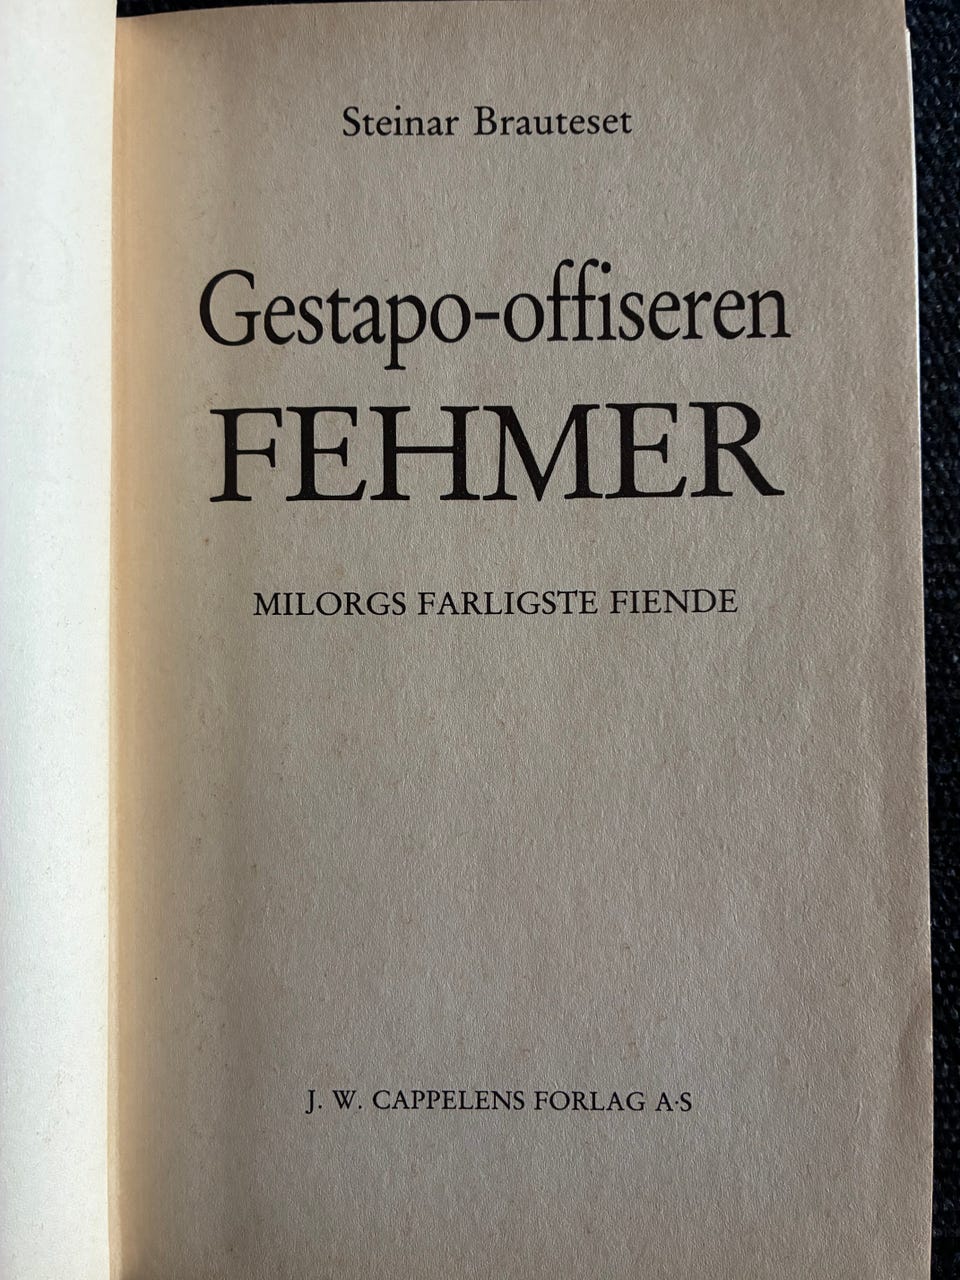 Steinar Brauteset
Gestapo-offiseren
FEHMER
MILORGS FARLIGSTE FIENDE
J. W. CAPPELENS FORLAG A·S